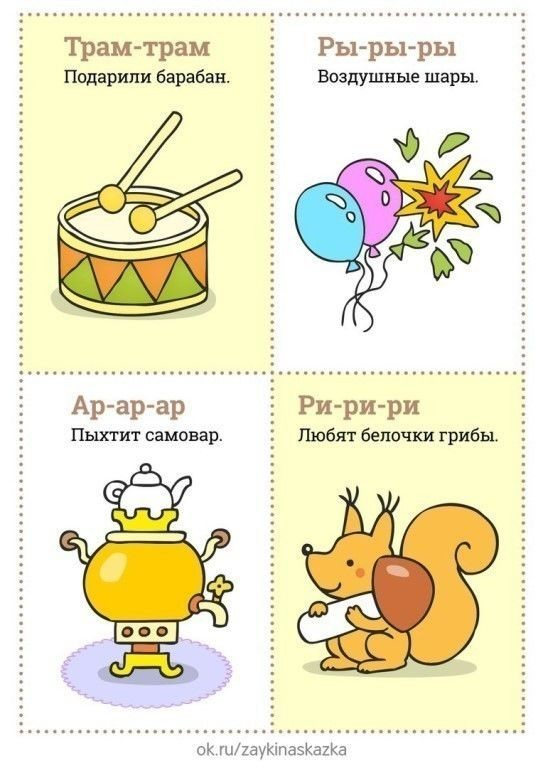 Трам-трам
Подарили барабан.
Ры-ры-ры
Воздушные шары.
Ар-ар-ар
Пыхтит самовар.
Ри-ри-ри
Любят белочки грибы.
ok.ru/zaykinaskazka